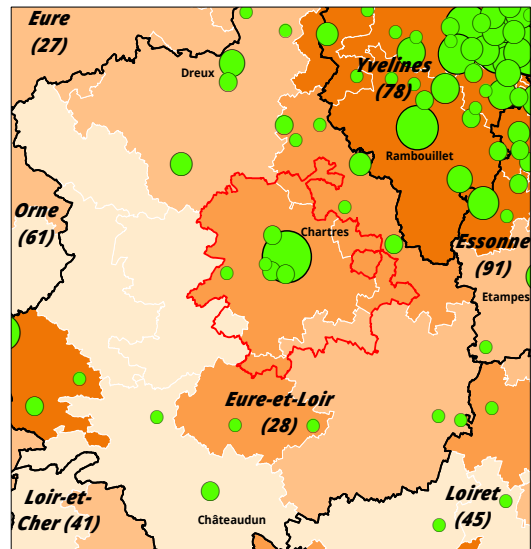 Eure
(27)
Dreux
Yvelines
(78)
Rambouillet
Orne
(61)
Chartres
Essonne
(91)
Etampes
Eure-et-Loir
(28)
Loir-et-
Cher (41)
Châteaudun
Loiret
(45)